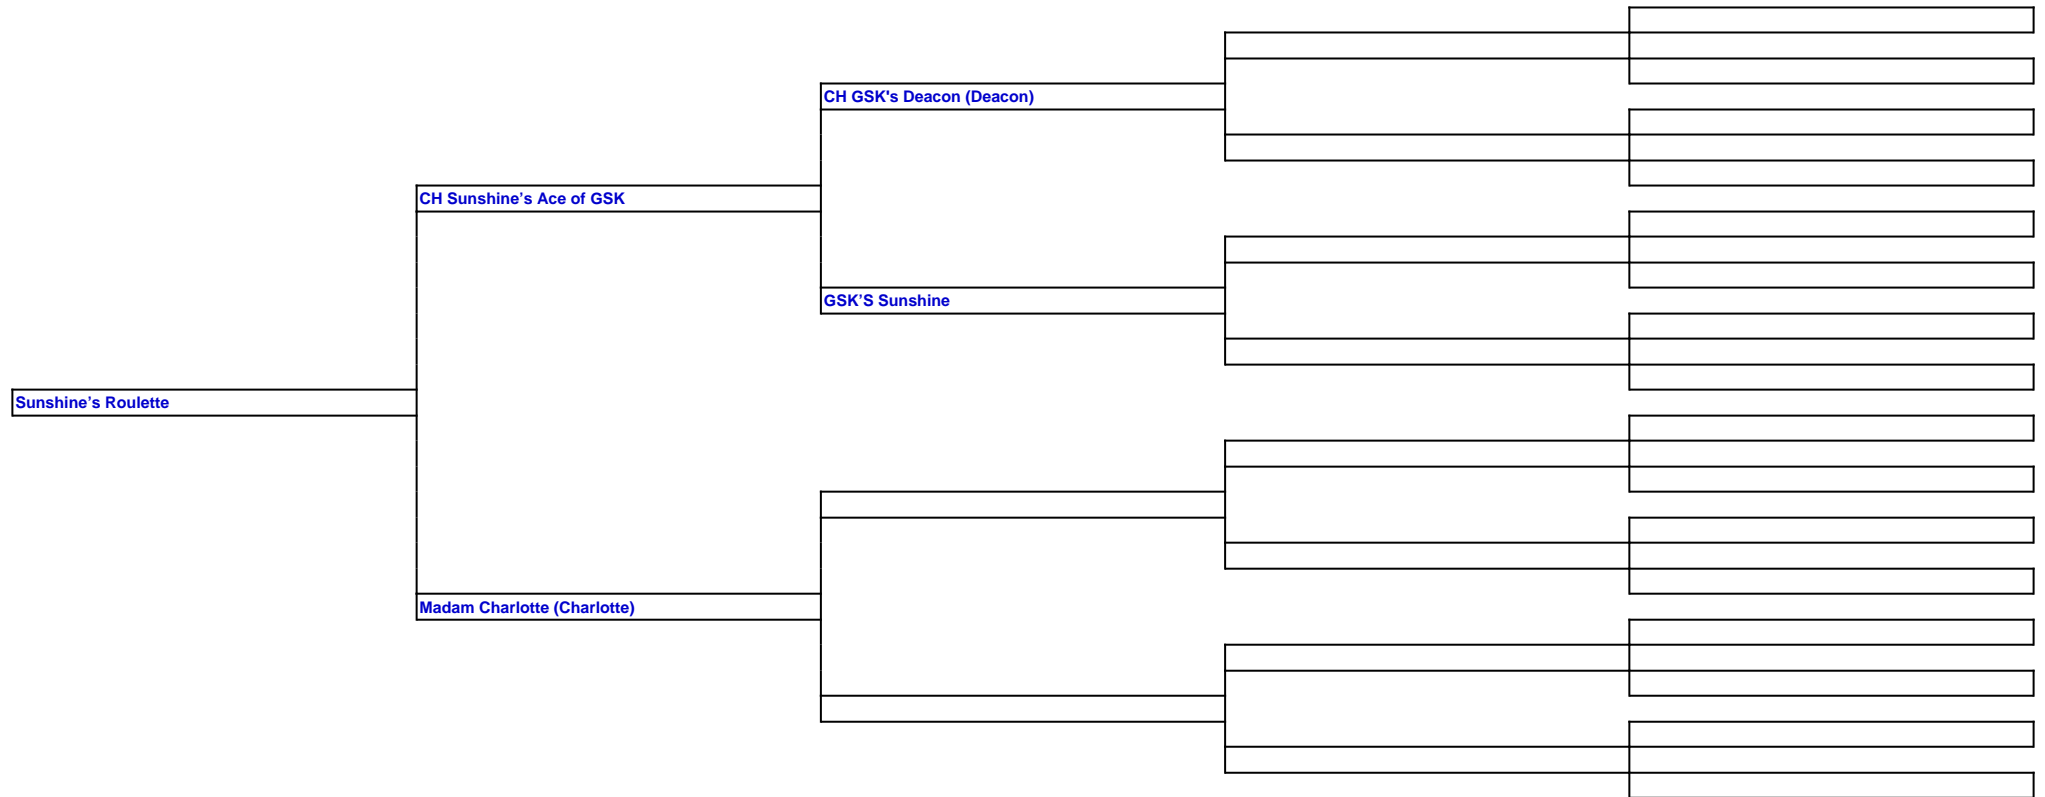 CH GSK's Deacon (Deacon)
CH Sunshine’s Ace of GSK
GSK’S Sunshine
Sunshine’s Roulette
Madam Charlotte (Charlotte)